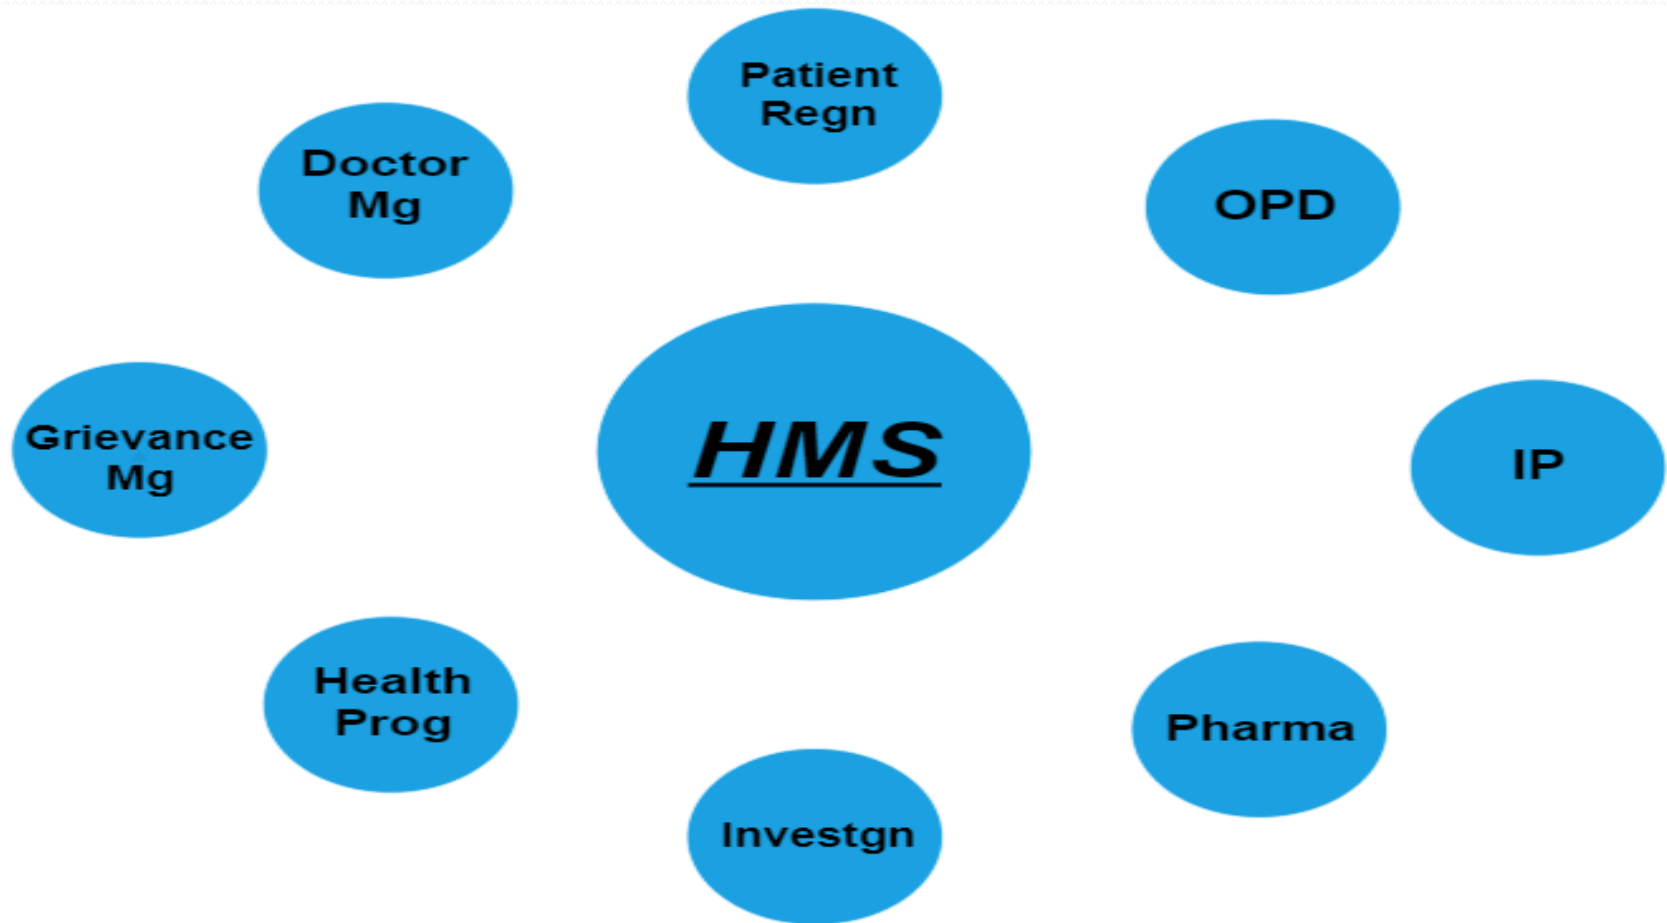 Patient
Regn
Doctor
Mg
OPD
HMS
Grievance
Mg
IP
Health
Prog
Pharma
Investgn